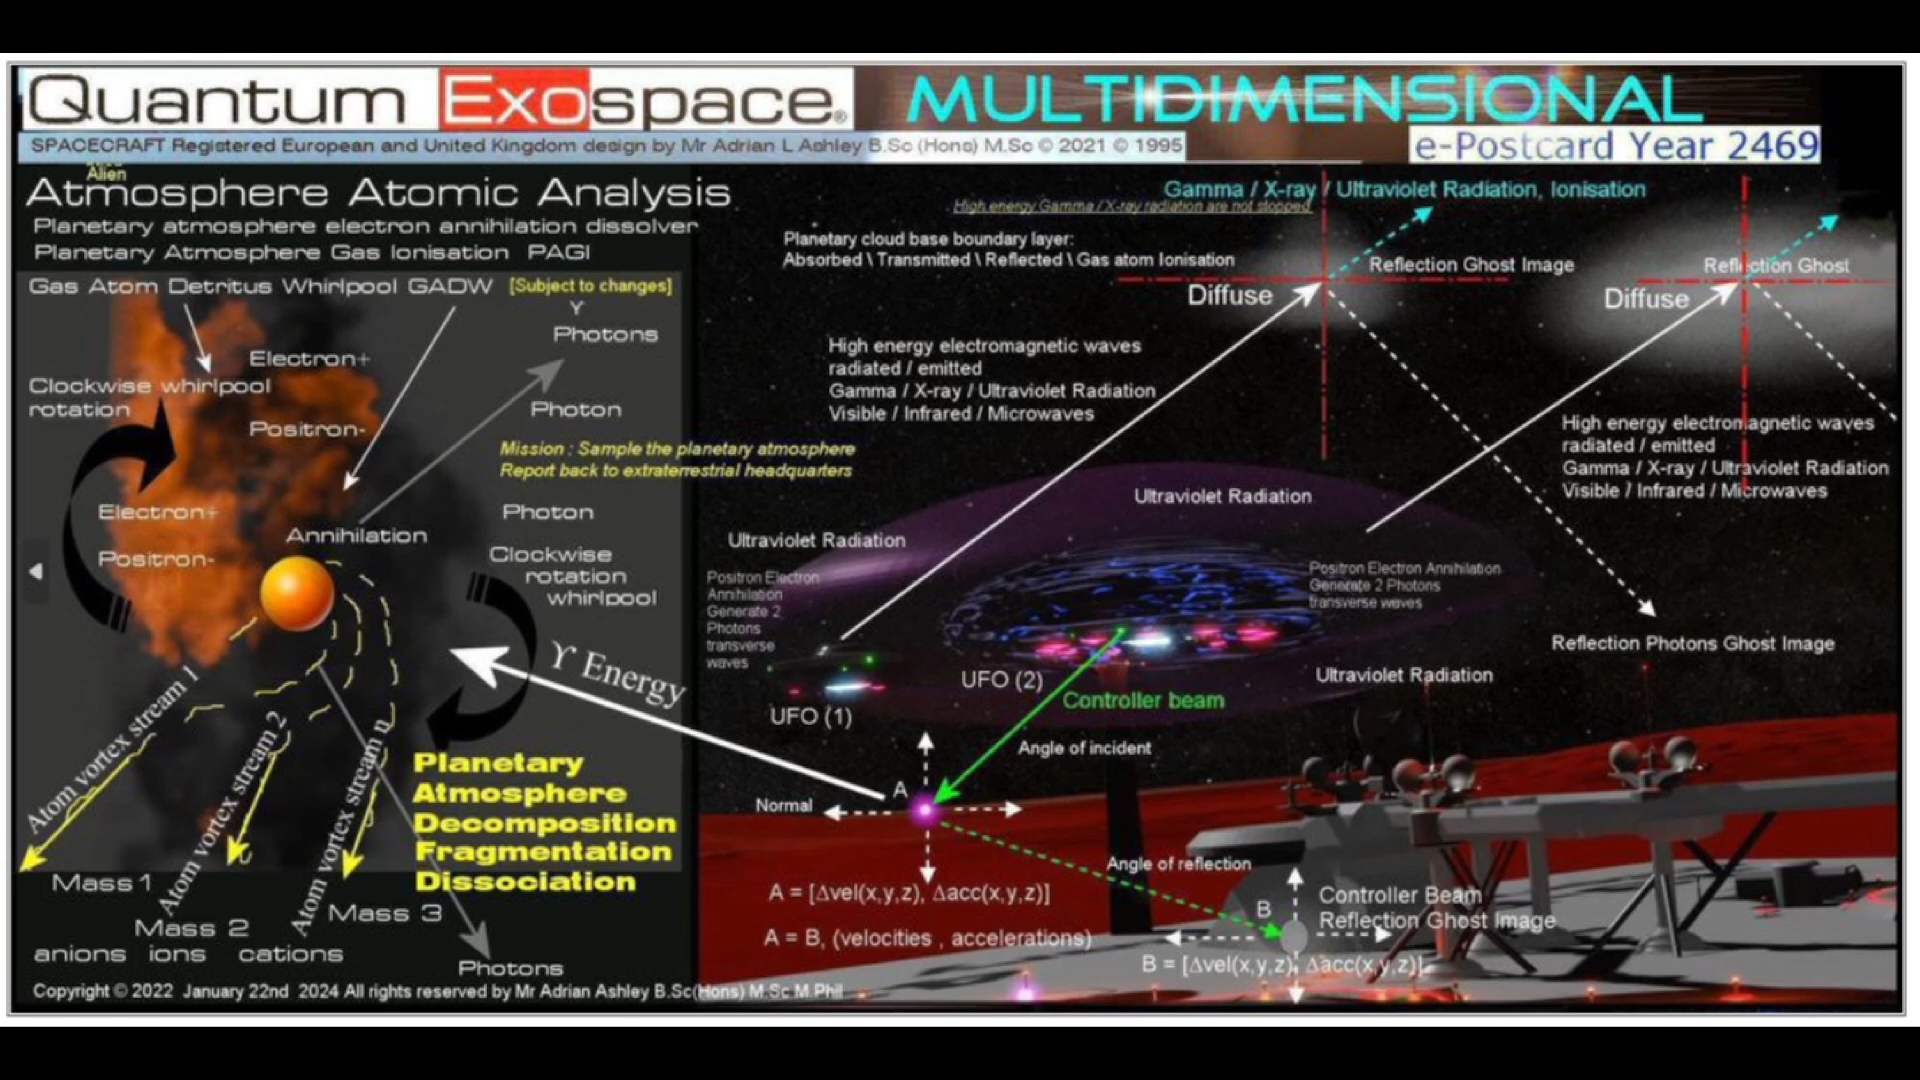 Quantum Exospace®
MULTIDIMENSIONAL
SPACECRAFT Registered European and United Kingdom design by Mr Adrian L Ashley B.Sc (Hons) M.Sc © 2021 © 1995
e-Postcard Year 2469
Alien
Atmosphere Atomic Analysis
Planetary atmosphere electron annihilation dissolver
Planetary Atmosphere Gas Ionisation PAGI
Gas Atom Detritus Whirlpool GADW
[Subject to changes]
Y
Photons
Electron+
Clockwise whirlpool
rotation
Photon
Positron-
Mission : Sample the planetary atmosphere
Report back to extraterrestrial headquarters
Electron+
Photon
Annihilation
Positron-
Clockwise
rotation
whirlpool
ϒ Energy
Atom vortex stream 1
Atom vortex stream 2
Atom vortex stream n
Planetary
Atmosphere
Decomposition
Fragmentation
Dissociation
Mass 1
Mass 2
Mass 3
anions ions cations
Photons
Copyright © 2022 January 22nd 2024 All rights reserved by Mr Adrian Ashley B.Sc(Hons) M.Sc M.Phil
Gamma / X-ray / Ultraviolet Radiation, Ionisation
High energy Gamma / X-ray radiation are not stopped
Planetary cloud base boundary layer:
Absorbed \ Transmitted \ Reflected \ Gas atom Ionisation
Reflection Ghost Image
Reflection Ghost
Diffuse
Diffuse
High energy electromagnetic waves
radiated / emitted
Gamma / X-ray / Ultraviolet Radiation
Visible / Infrared / Microwaves
High energy electromagnetic waves
radiated / emitted
Gamma / X-ray / Ultraviolet Radiation
Visible / Infrared / Microwaves
Ultraviolet Radiation
Ultraviolet Radiation
Positron Electron
Annihilation
Generate 2
Photons
transverse
waves
Positron Electron Annihilation
Generate 2 Photons
transverse waves
Reflection Photons Ghost Image
UFO (2)
Ultraviolet Radiation
Controller beam
UFO (1)
Angle of incident
A
Normal
Angle of reflection
A = [Δvel(x,y,z), Δacc(x,y,z)]
Controller Beam
Reflection Ghost Image
B
A = B, (velocities , accelerations)
B = [Δvel(x,y,z), Δacc(x,y,z)]